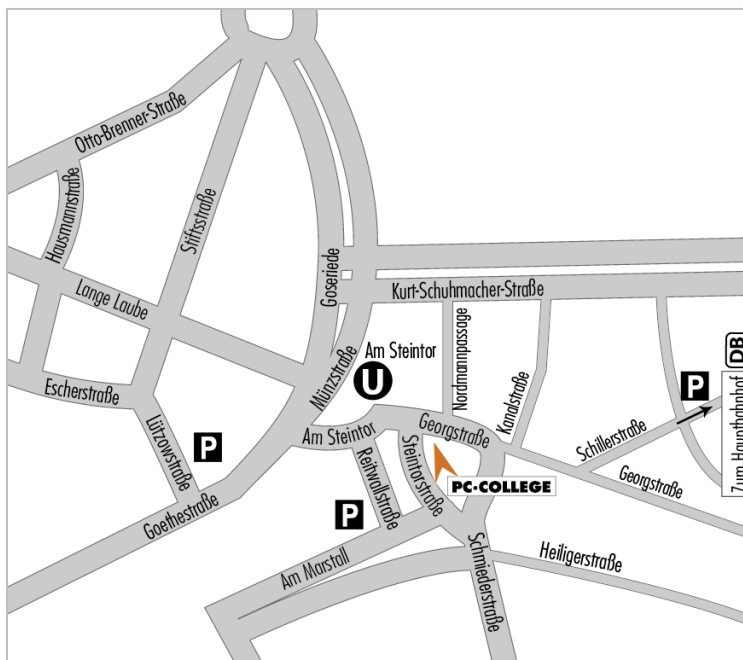 Otto-Brenner-Straße
Hausmannstraße
Stiftsstraße
Goseriede
Lange Laube
Kurt-Schuhmacher-Straße
Nordmannpassage
Am Steintor
U
Münzstraße
DB
P
Zum Hauptbahnhof
Escherstraße
Kanalstraße
Lützowstraße
P
Am Steintor
Georgstraße
Schillerstraße
Georgstraße
Reitwallstraße
Steintorstraße
PC-COLLEGE
P
Goethestraße
Am Marstall
Schmiederstraße
Heiligerstraße